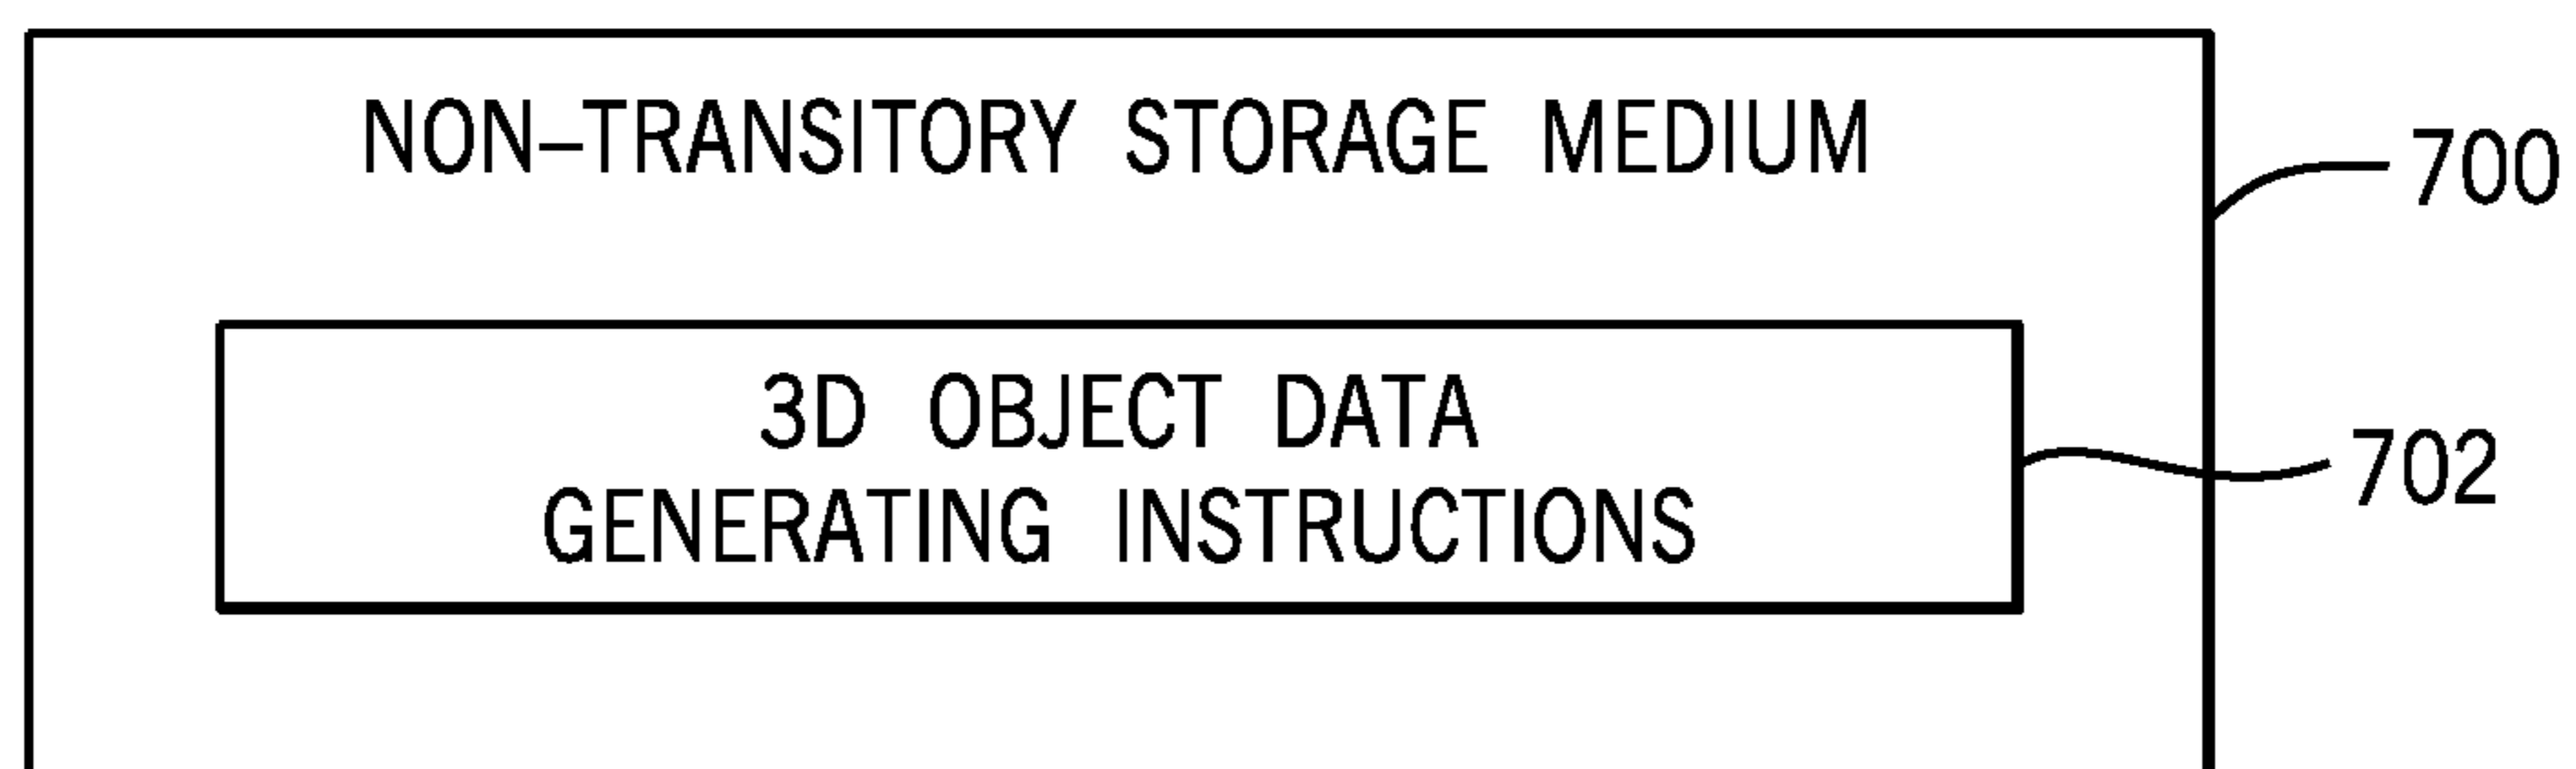 NON–TRANSITORY STORAGE MEDIUM
700
3D OBJECT DATA
GENERATING INSTRUCTIONS
702